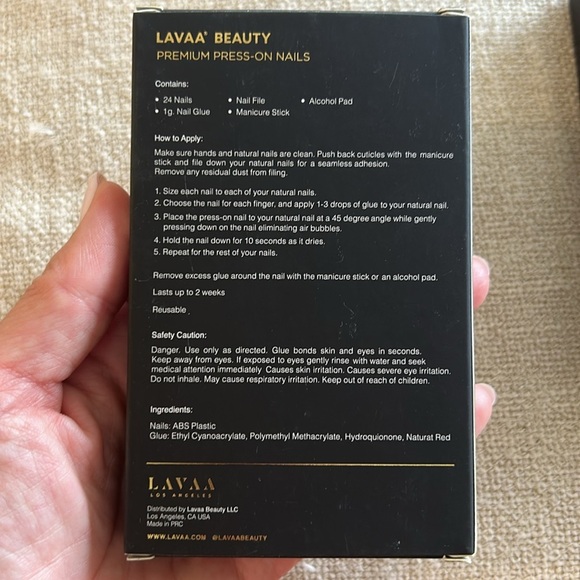 LAVAA® BEAUTY
PREMIUM PRESS-ON NAILS
Contains:
• 24 Nails • Nail File • Alcohol Pad
• 1g. Nail Glue • Manicure Stick
How to Apply:
Make sure hands and natural nails are clean. Push back cuticles with the manicure
stick and file down your natural nails for a seamless adhesion.
Remove any residual dust from filing.
1. Size each nail to each of your natural nails.
2. Choose the nail for each finger, and apply 1-3 drops of glue to your natural nail.
3. Place the press-on nail to your natural nail at a 45 degree angle while gently
pressing down on the nail eliminating air bubbles.
4. Hold the nail down for 10 seconds as it dries.
5. Repeat for the rest of your nails.
Remove excess glue around the nail with the manicure stick or an alcohol pad.
Lasts up to 2 weeks
Reusable
Safety Caution:
Danger. Use only as directed. Glue bonds skin and eyes in seconds.
Keep away from eyes. If exposed to eyes gently rinse with water and seek
medical attention immediately Causes skin irritation. Causes severe eye irritation.
Do not inhale. May cause respiratory irritation. Keep out of reach of children.
Ingredients:
Nails: ABS Plastic
Glue: Ethyl Cyanoacrylate, Polymethyl Methacrylate, Hydroquionone, Naturat Red
LAVAA
LOS ANGELES
Distributed by Lavaa Beauty LLC
Los Angeles, CA USA
Made in PRC
WWW.LAVAA.COM @LAVAABEAUTY